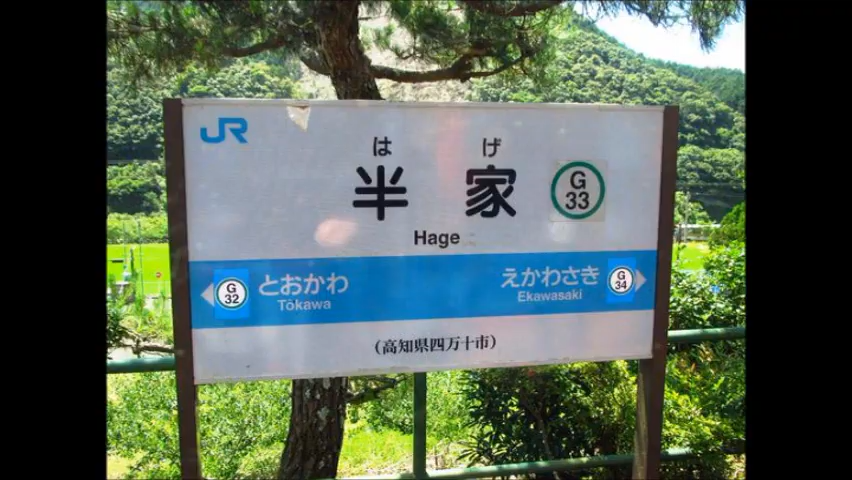 JR
は げ
半 家
G
33
Hage
G
32
とおかわ
Tōkawa
えかわさき
Ekawasaki
G
34
(高知県四万十市)